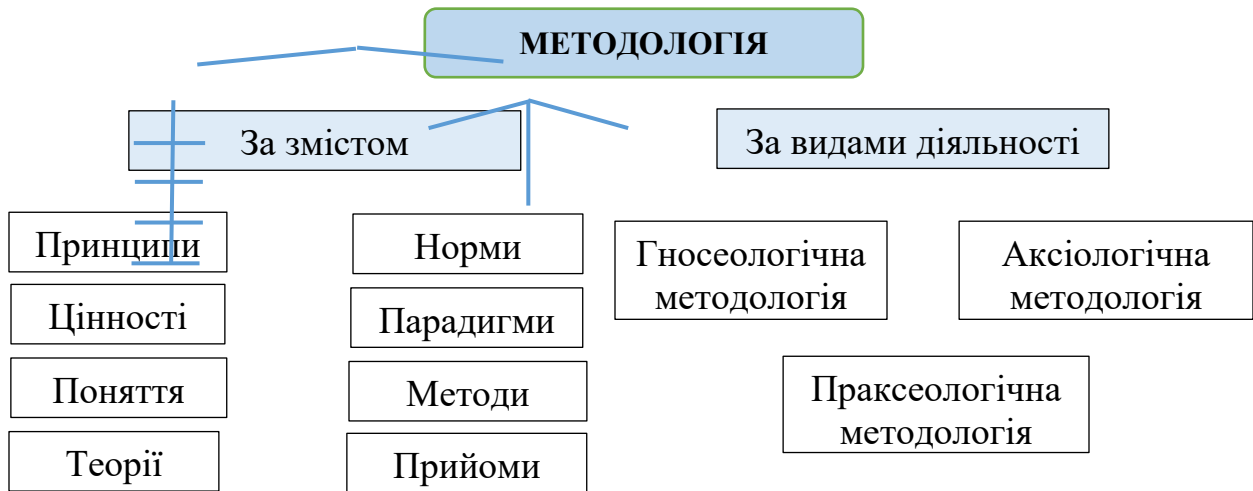 МЕТОДОЛОГІЯ
За змістом
За видами діяльності
Принципи
Норми
Гносеологічна
методологія
Аксіологічна
методологія
Цінності
Парадигми
Поняття
Методи
Праксеологічна
методологія
Теорії
Прийоми